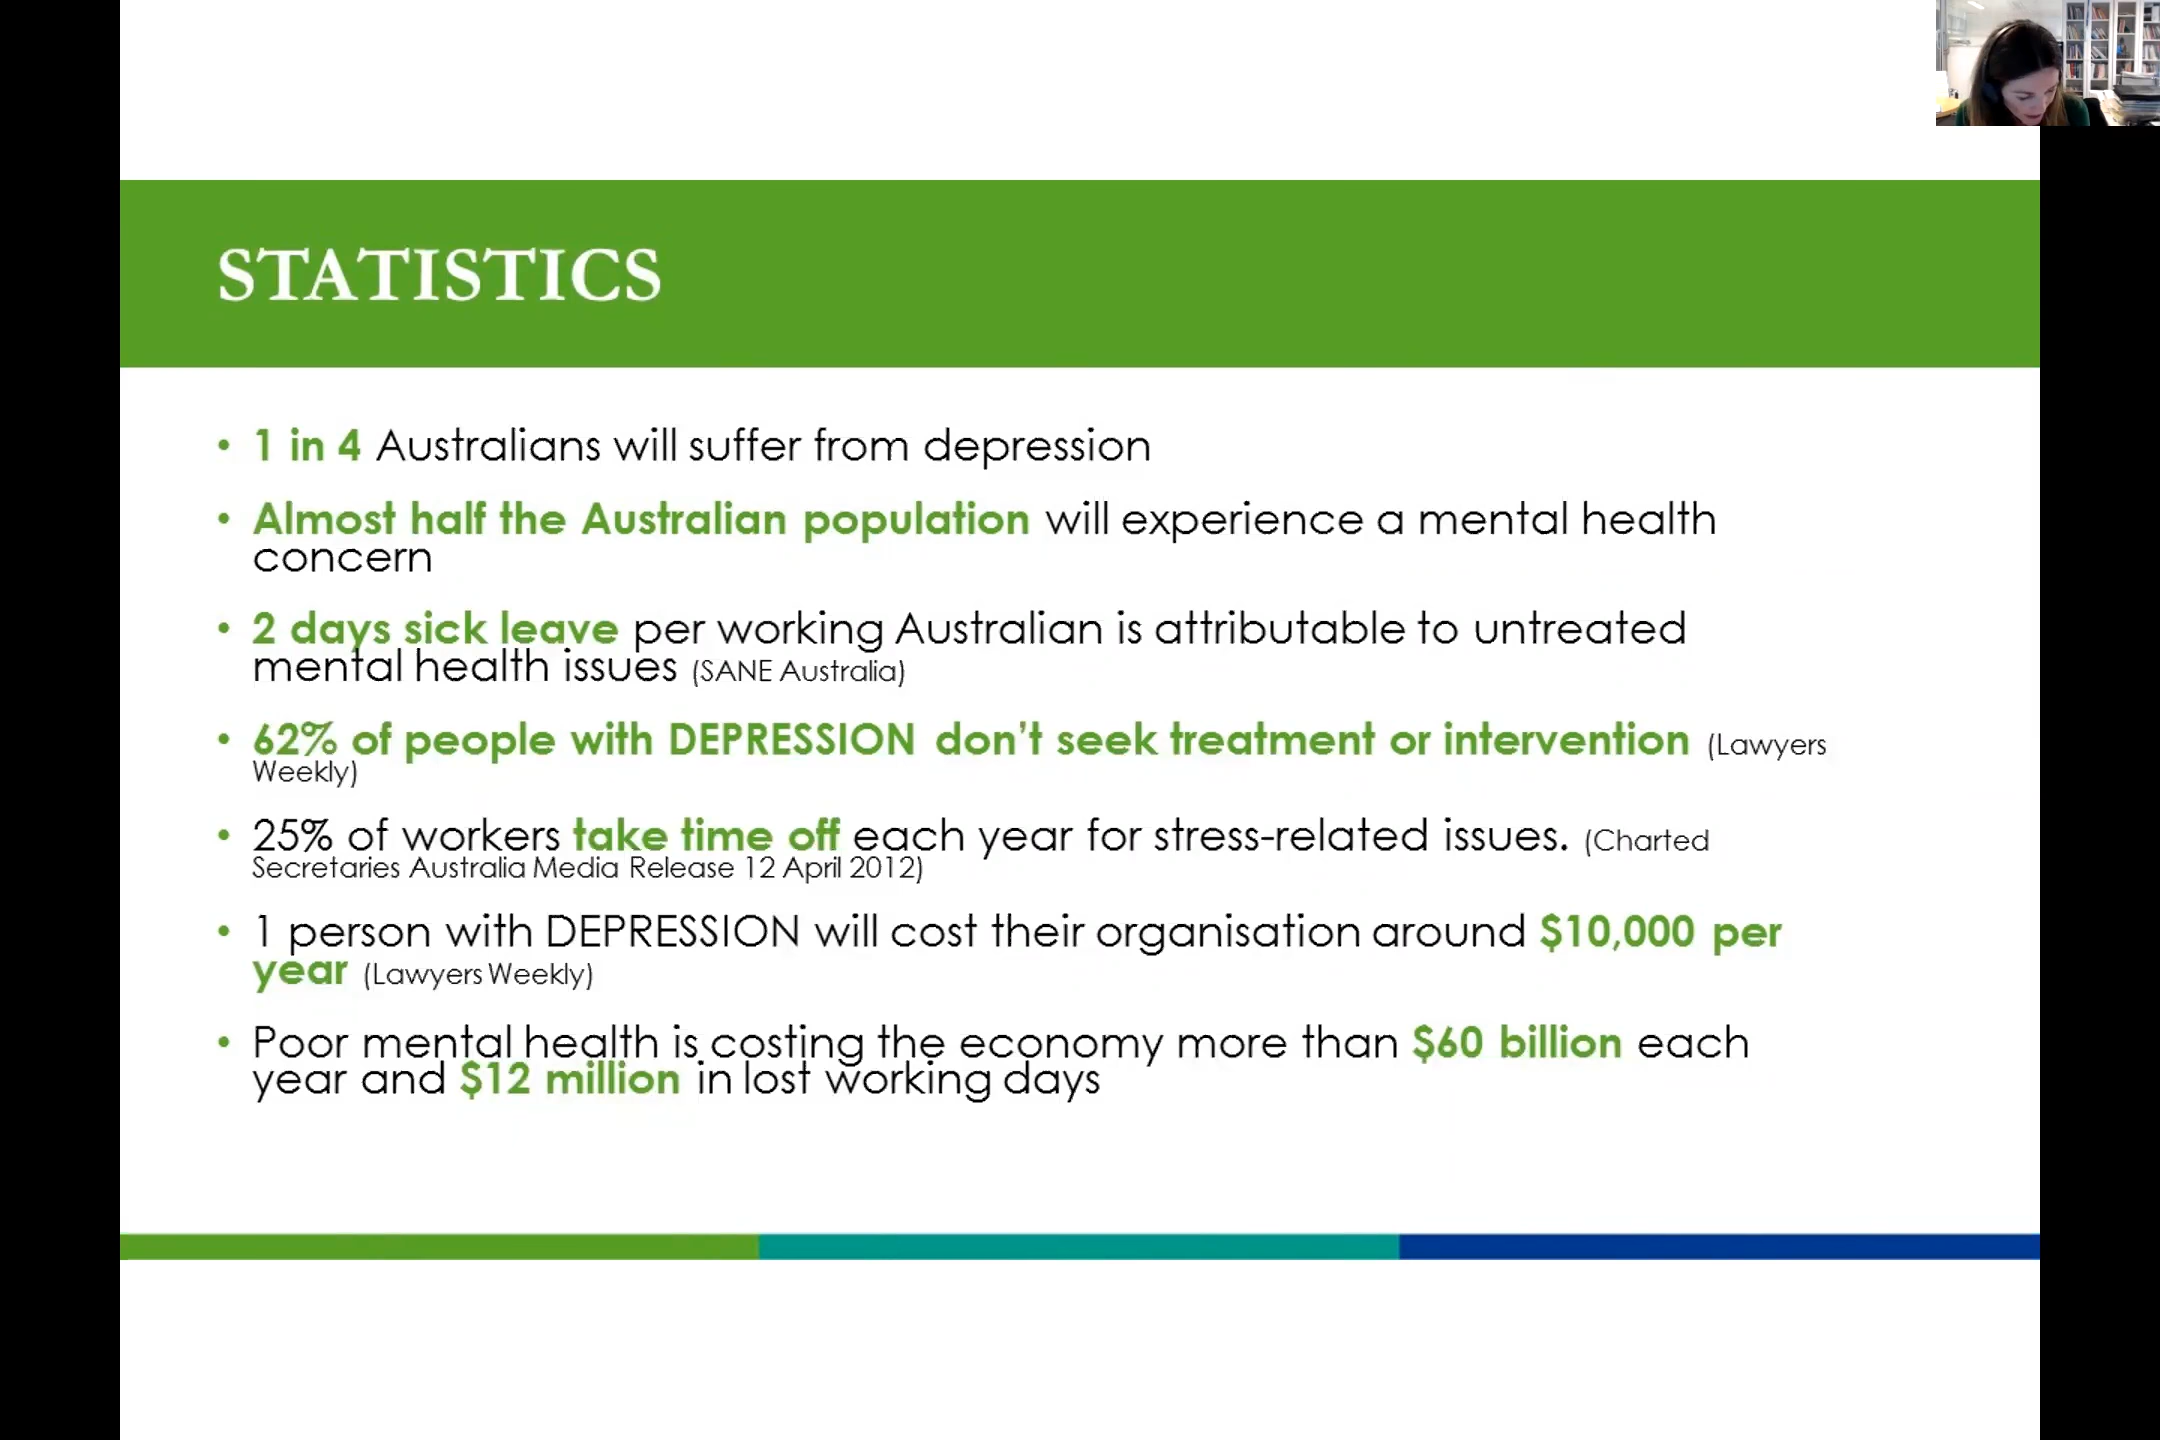 STATISTICS
• 1 in 4 Australians will suffer from depression
• Almost half the Australian population will experience a mental health
concern
• 2 days sick leave per working Australian is attributable to untreated
mental health issues (SANE Australia)
• 62% of people with DEPRESSION don't seek treatment or intervention (Lawyers
Weekly)
• 25% of workers take time off each year for stress-related issues. (Charted
Secretaries Australia Media Release 12 April 2012)
• 1 person with DEPRESSION will cost their organisation around $10,000 per
year (Lawyers Weekly)
• Poor mental health is costing the economy more than $60 billion each
year and $12 million in lost working days